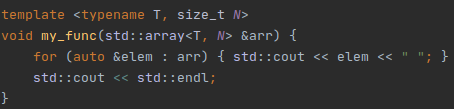 template <typename T, size_t N>
void my_func(std::array<T, N> &arr) {
    for (auto &elem : arr) { std::cout << elem << " "; }
    std::cout << std::endl;
}